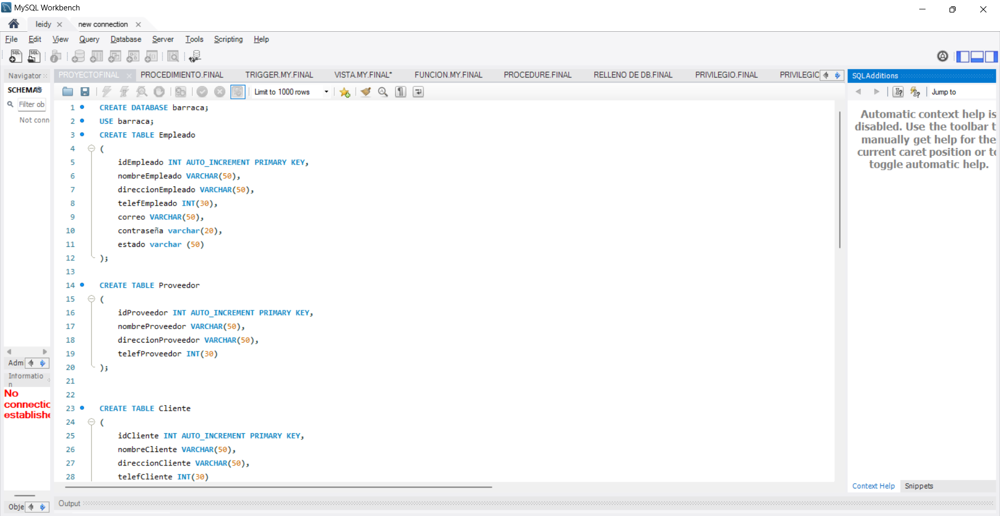 MySQL Workbench
leidy
new connection
File Edit View Query Database Server Tools Scripting Help
Navigator
PROYECTOFINAL
PROCEDIMIENTO.FINAL
TRIGGER.MY.FINAL
VISTA.MY.FINAL*
FUNCION.MY.FINAL
PROCEDURE.FINAL
RELLENO DE DB.FINAL
PRIVILEGIO.FINAL
PRIVILEGIC
SQLAdditions
SCHEMAS
Filter ob
Not conn
Limit to 1000 rows
Jump to
1 CREATE DATABASE barraca;
2 USE barraca;
3 CREATE TABLE Empleado
4 (
5 idEmpleado INT AUTO_INCREMENT PRIMARY KEY,
6 nombreEmpleado VARCHAR(50),
7 direccionEmpleado VARCHAR(50),
8 telefEmpleado INT(30),
9 correo VARCHAR(50),
10 contraseña varchar(20),
11 estado varchar (50)
12 );
13
14 CREATE TABLE Proveedor
15 (
16 idProveedor INT AUTO_INCREMENT PRIMARY KEY,
17 nombreProveedor VARCHAR(50),
18 direccionProveedor VARCHAR(50),
19 telefProveedor INT(30)
20 );
21
22
23 CREATE TABLE Cliente
24 (
25 idCliente INT AUTO_INCREMENT PRIMARY KEY,
26 nombreCliente VARCHAR(50),
27 direccionCliente VARCHAR(50),
28 telefCliente INT(30)
Automatic context help is
disabled. Use the toolbar t
manually get help for the
current caret position or to
toggle automatic help.
Adm
Informatio
n
No
connectic
establishe
Obje
Output
Context Help
Snippets